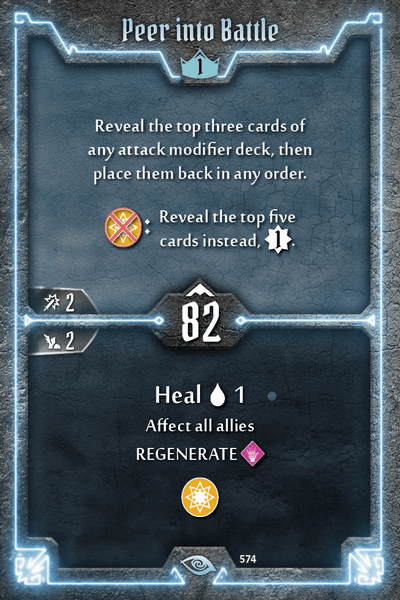 Peer into Battle
1
Reveal the top three cards of
any attack modifier deck, then
place them back in any order.
: Reveal the top five
cards instead, 1.
2
82
2
Heal 1
Affect all allies
REGENERATE
574